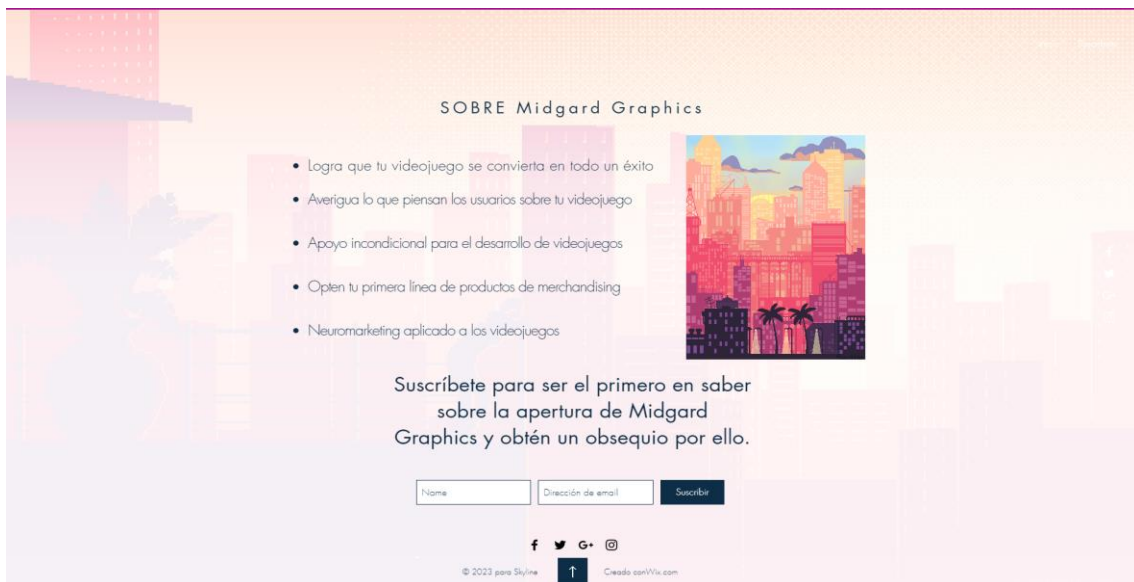 SOBRE Midgard Graphics
• Logra que tu videojuego se convierta en todo un éxito
• Averigua lo que piensan los usuarios sobre tu videojuego
• Apoyo incondicional para el desarrollo de videojuegos
• Opten tu primera línea de productos de merchandising
• Neuromarketing aplicado a los videojuegos
Suscríbete para ser el primero en saber
sobre la apertura de Midgard
Graphics y obtén un obsequio por ello.
Name Dirección de email Suscribir
© 2023 para Skyline Creado conWix.com